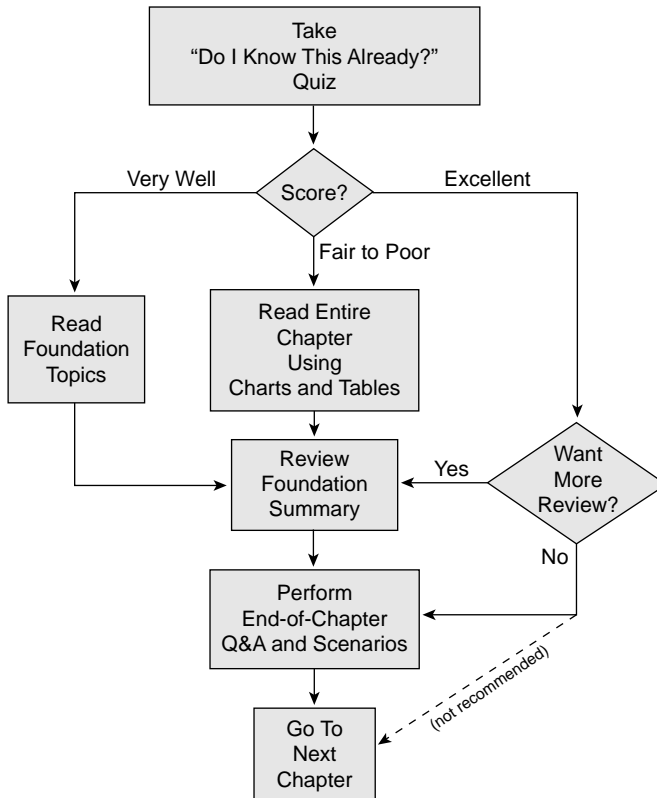 Take
“Do I Know This Already?”
Quiz
Very Well
Score?
Excellent
Fair to Poor
Read
Foundation
Topics
Read Entire
Chapter
Using
Charts and Tables
Want
More
Review?
Yes
Review
Foundation
Summary
No
Perform
End-of-Chapter
Q&A and Scenarios
(not recommended)
Go To
Next
Chapter